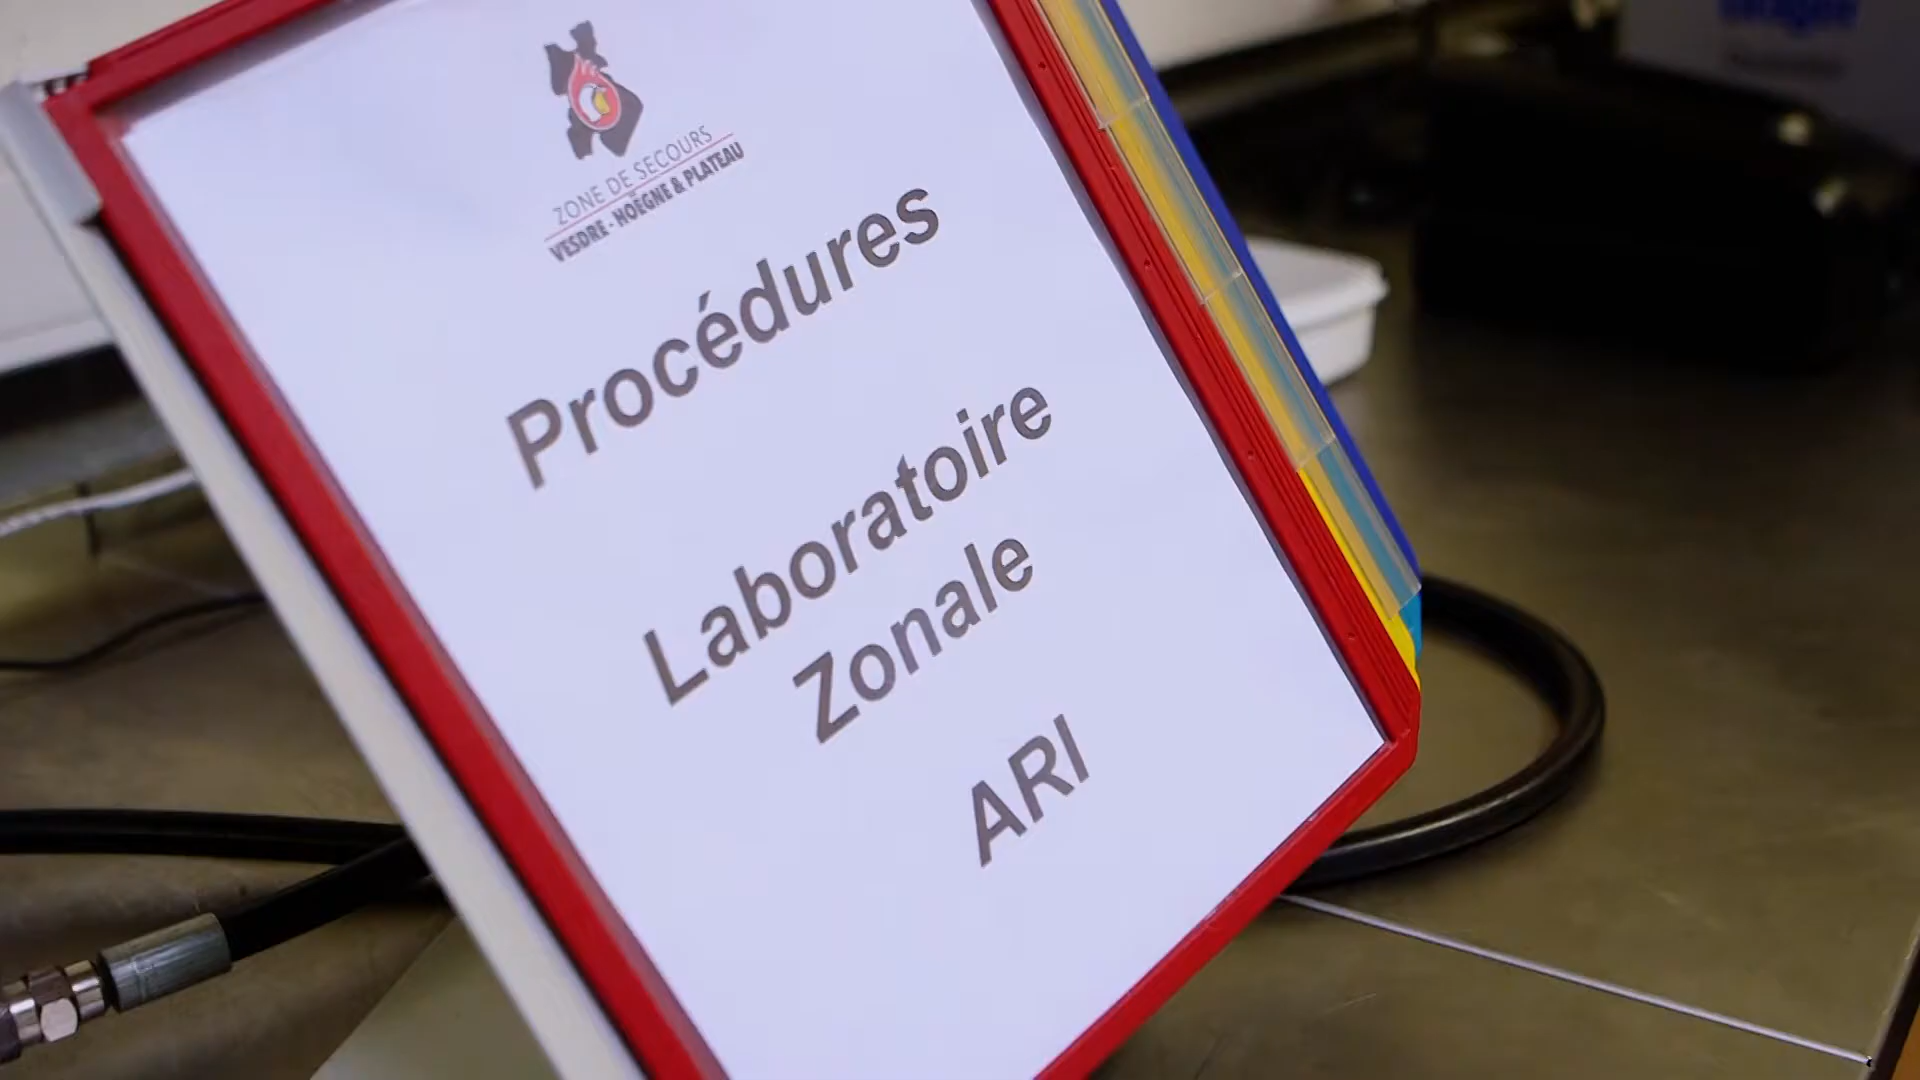 ZONE DE SECOURS
VESDRE - HOËGNE & PLATEAU
Procédures
Laboratoire
Zonale
ARI